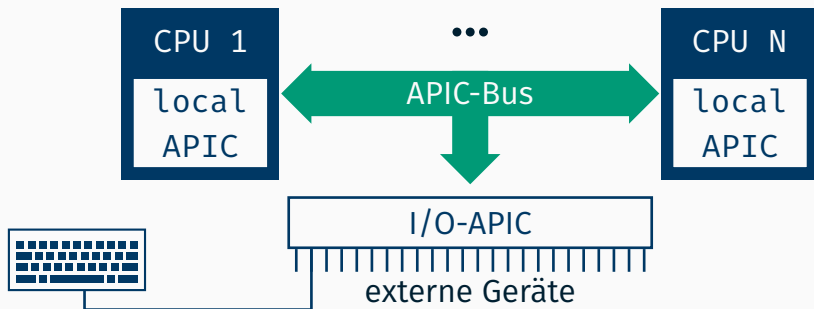 CPU 1
...
CPU N
local
APIC
APIC-Bus
local
APIC
I/O-APIC
externe Geräte